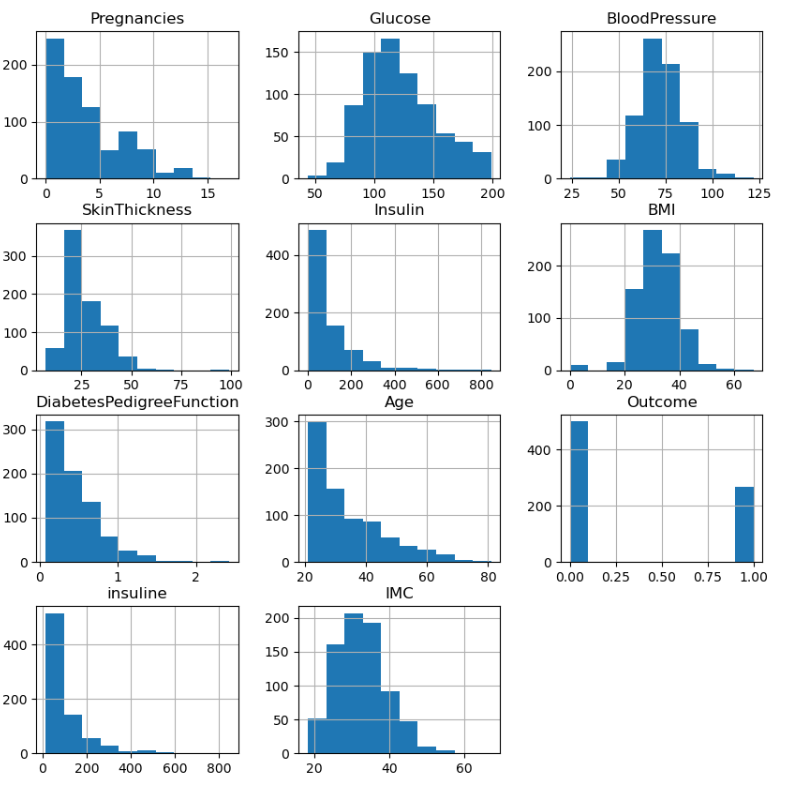 Pregnancies Glucose BloodPressure
200 150 200
100 100 100
50
0 0 0
0 5 10 15 50 100 150 200 25 50 75 100 125
SkinThickness Insulin BMI
300 400 200
200 200 100
100
0 0 0
25 50 75 100 0 200 400 600 800 0 20 40 60
DiabetesPedigreeFunction Age Outcome
300 300 400
200 200 200
100 100
0 0 0
0 1 2 20 40 60 80 0.00 0.25 0.50 0.75 1.00
insuline IMC
400 200
200 150
100
50
0 0
0 200 400 600 800 20 40 60